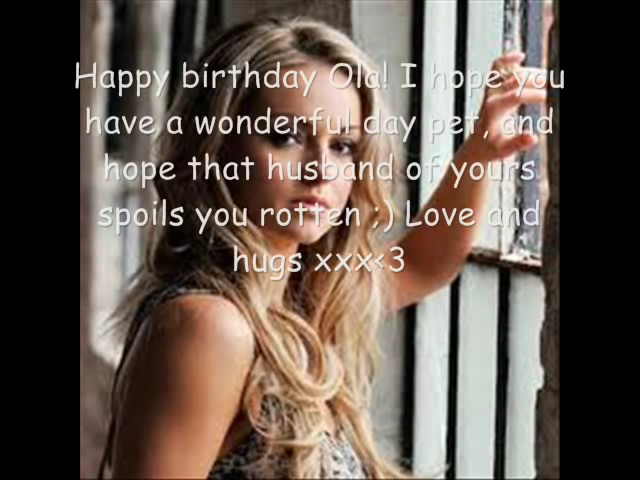 Happy birthday Ola! I hope you
have a wonderful day pet, and
hope that husband of yours
spoils you rotten ;) Love and
hugs xxx<3